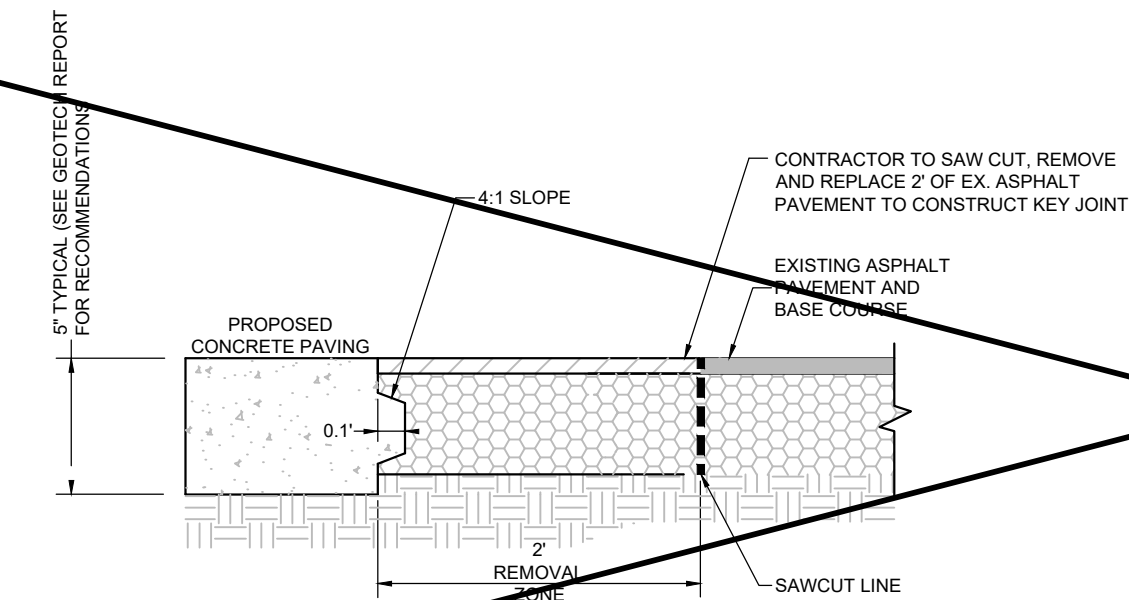 5" TYPICAL (SEE GEOTECH REPORT
FOR RECOMMENDATIONS
4:1 SLOPE
CONTRACTOR TO SAW CUT, REMOVE
AND REPLACE 2' OF EX. ASPHALT
PAVEMENT TO CONSTRUCT KEY JOINT
EXISTING ASPHALT
PAVEMENT AND
BASE COURSE
PROPOSED
CONCRETE PAVING
0.1'
2'
REMOVAL
ZONE
SAWCUT LINE